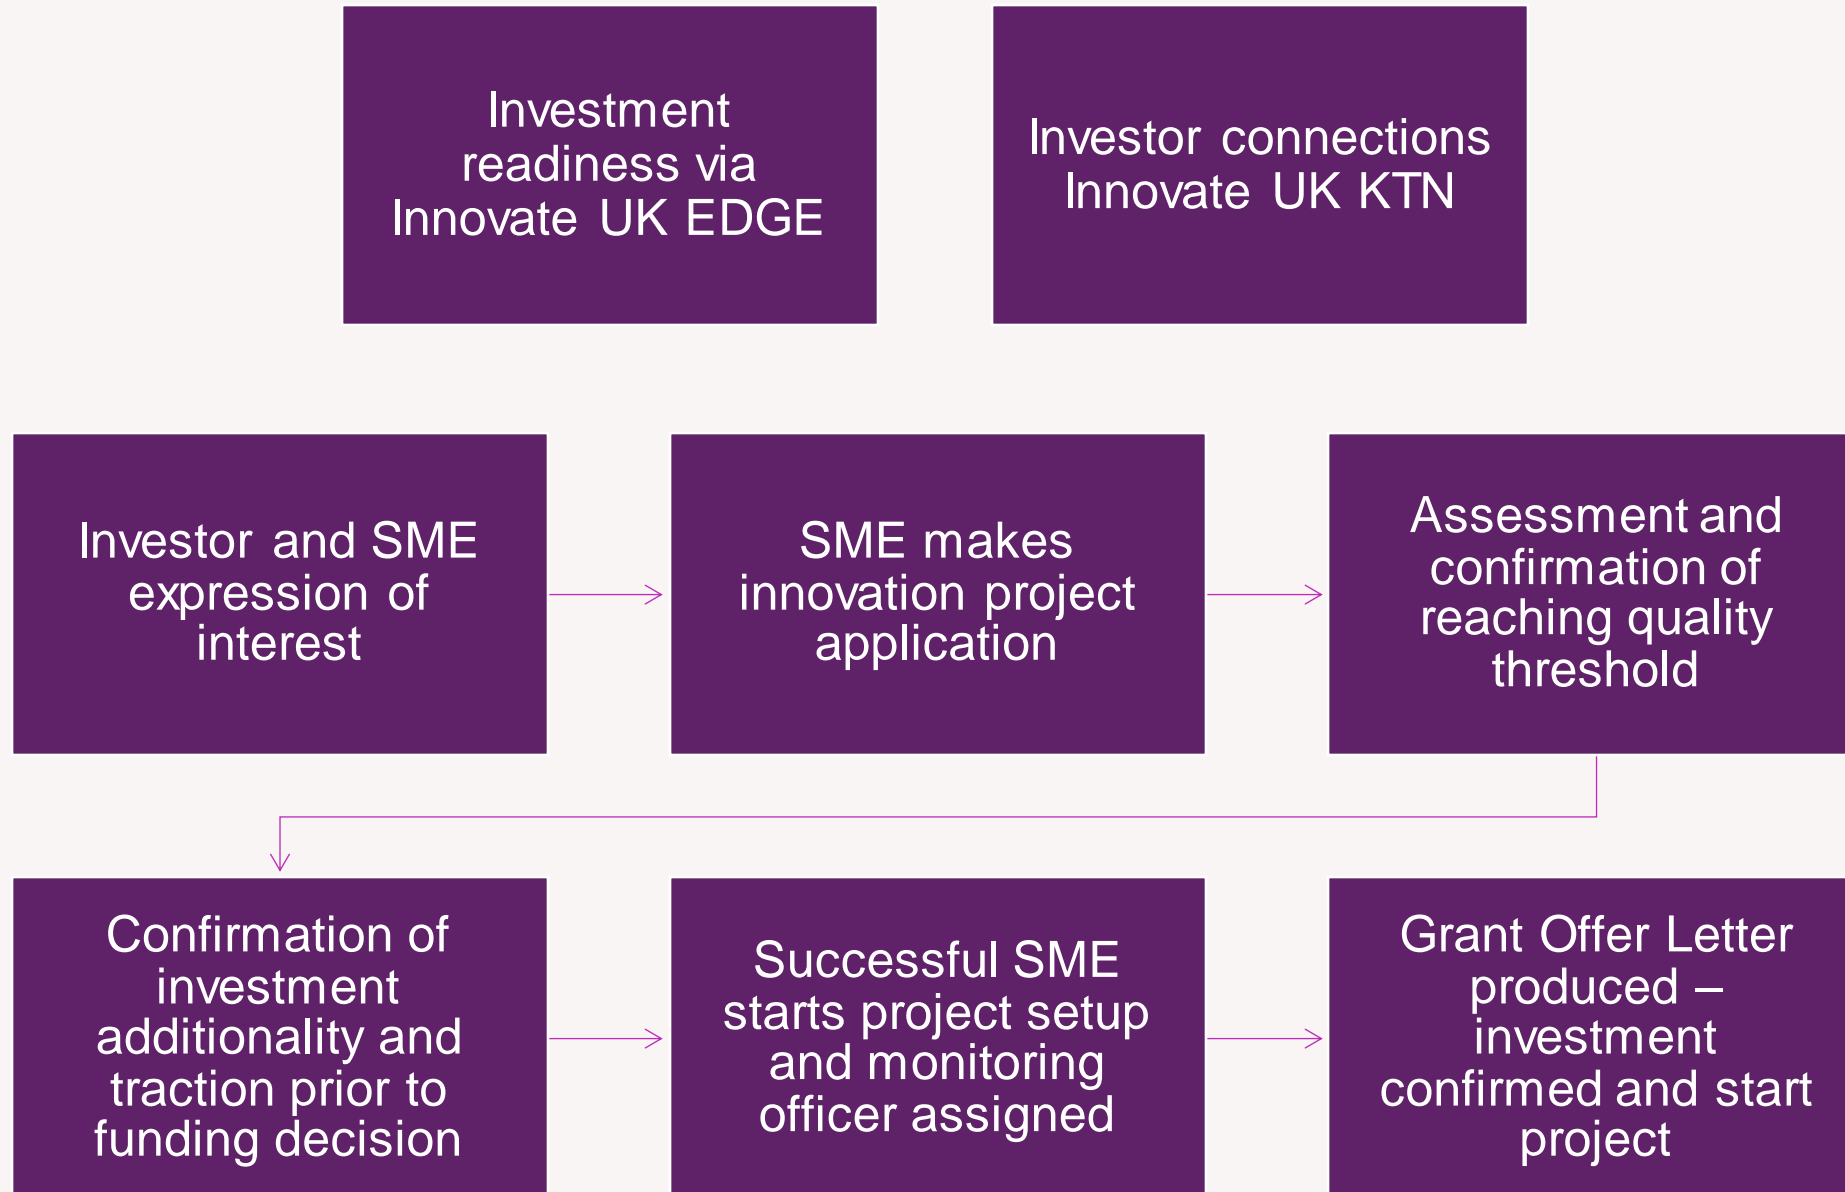 Investment
readiness via
Innovate UK EDGE
Investor connections
Innovate UK KTN
Investor and SME
expression of
interest
SME makes
innovation project
application
Assessment and
confirmation of
reaching quality
threshold
Confirmation of
investment
additionality and
traction prior to
funding decision
Successful SME
starts project setup
and monitoring
officer assigned
Grant Offer Letter
produced –
investment
confirmed and start
project